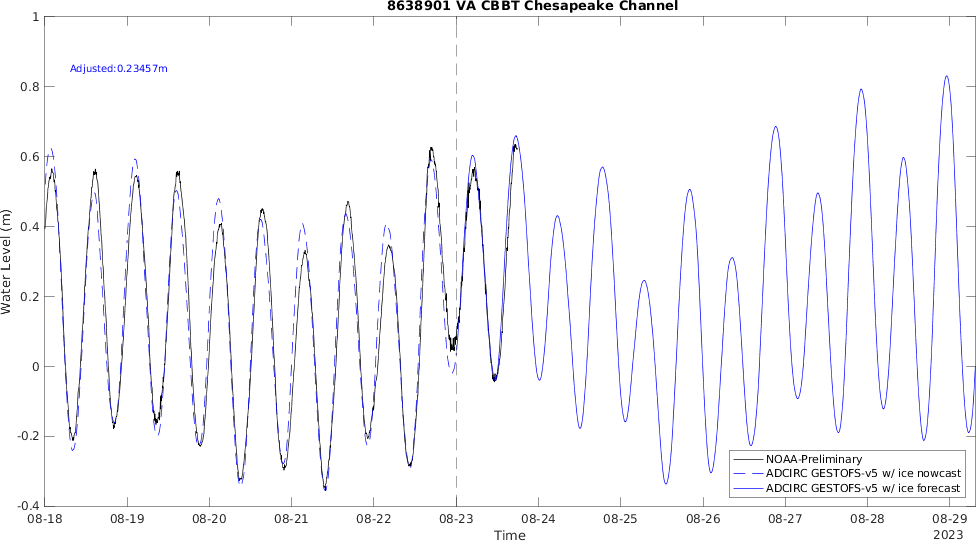 8638901 VA CBBT Chesapeake Channel
Adjusted:0.23457m
Water Level (m)
1
0.8
0.6
0.4
0.2
0
-0.2
-0.4
NOAA-Preliminary
ADCIRC GESTOFS-v5 w/ ice nowcast
ADCIRC GESTOFS-v5 w/ ice forecast
08-18 08-19 08-20 08-21 08-22 08-23 08-24 08-25 08-26 08-27 08-28 08-29
Time
2023